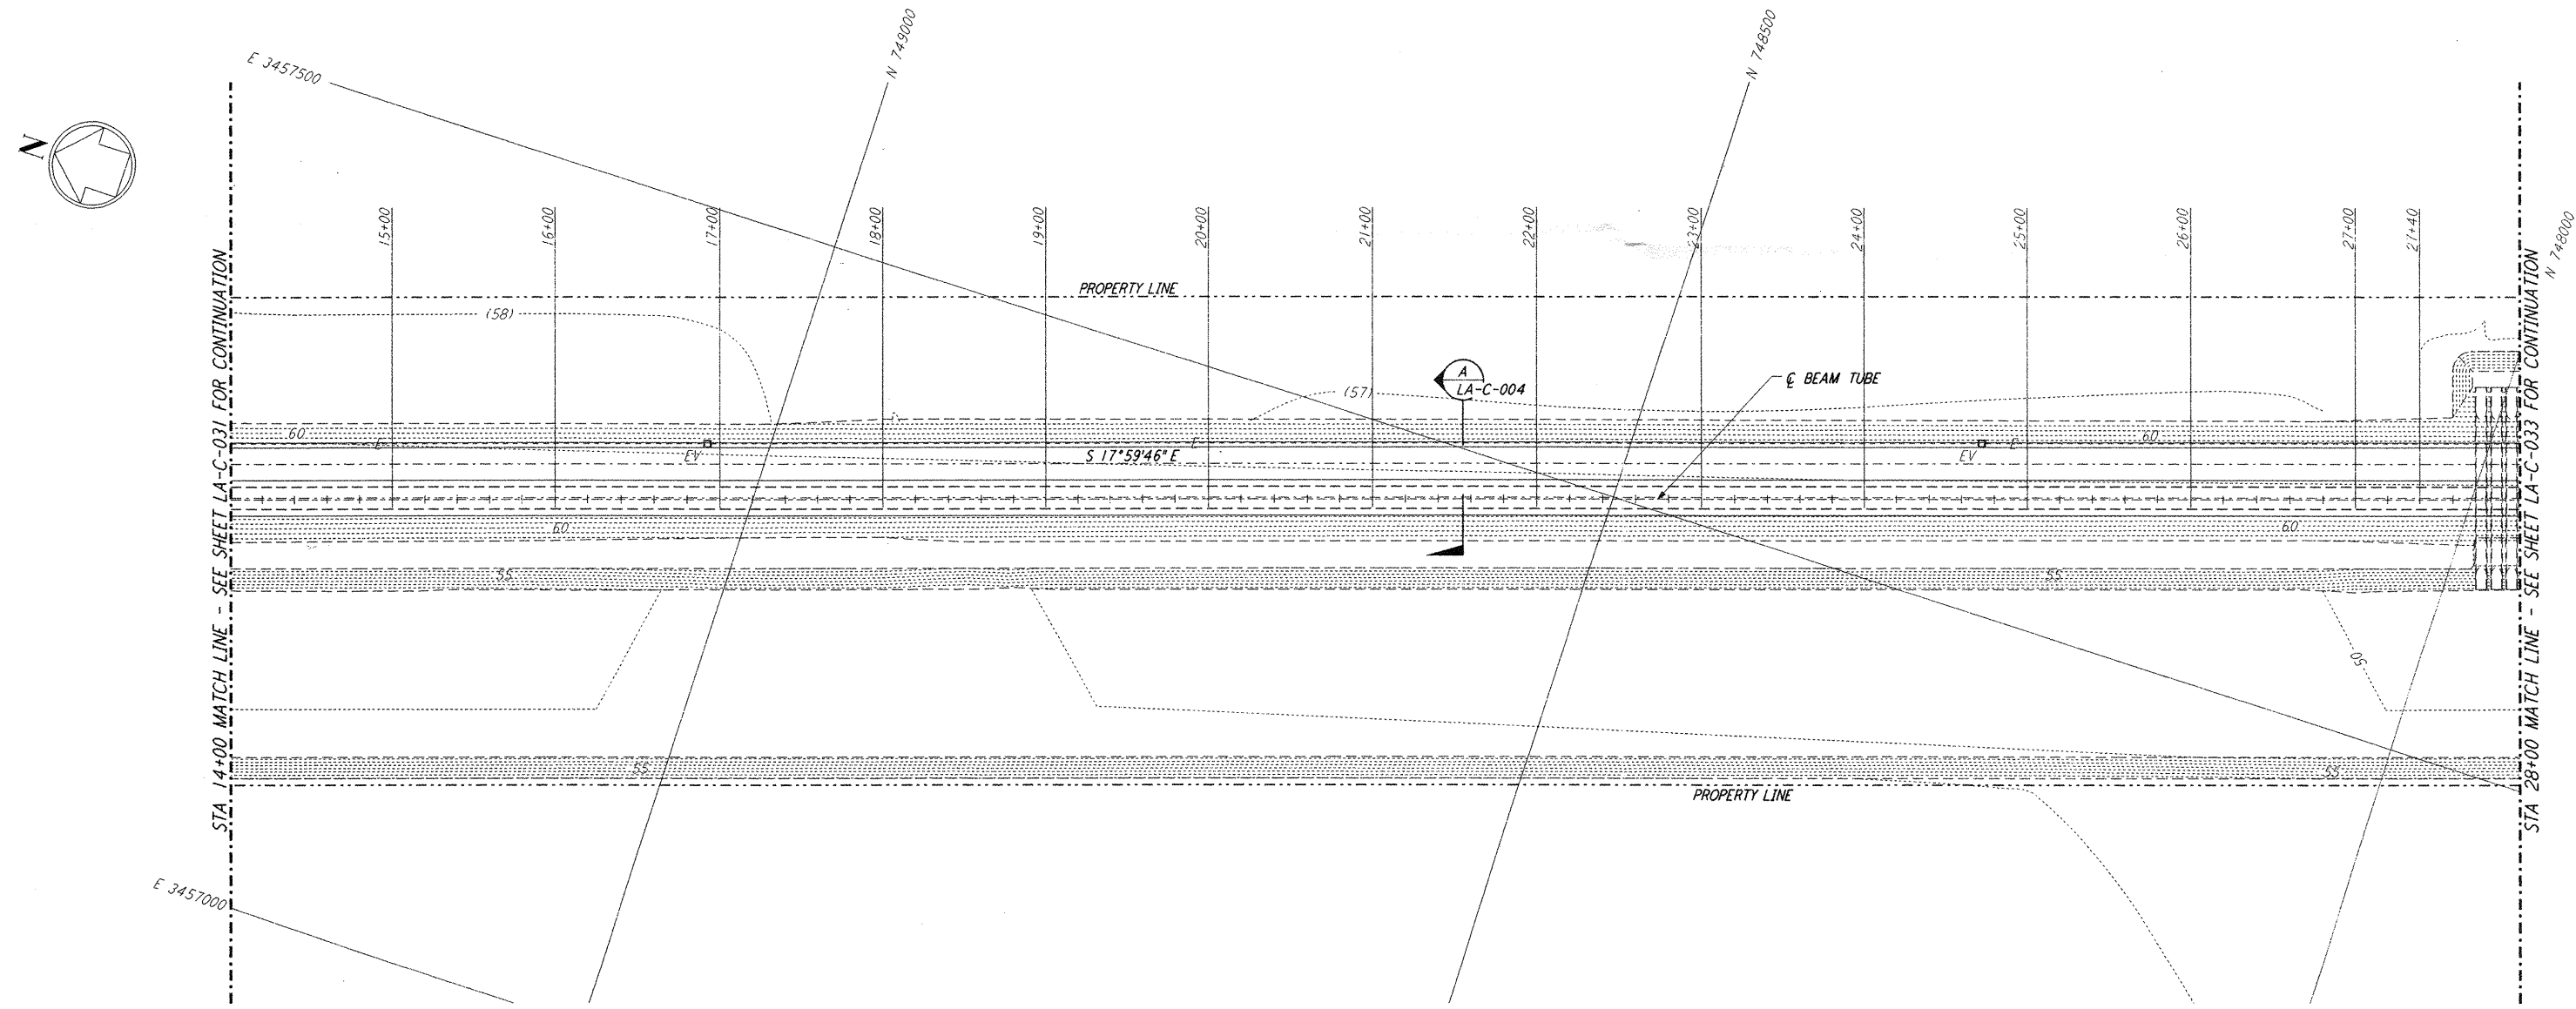 E 3457500
N 749000
N 748500
N
15+00
16+00
17+00
18+00
19+00
20+00
21+00
22+00
23+00
24+00
25+00
26+00
27+00
27+40
N 748000
PROPERTY LINE
(58)
A
LA-C-004
(57)
℄ BEAM TUBE
60
E
EV
E
S 17°59'46" E
EV
E
60
60
60
55
55
50
55
55
PROPERTY LINE
E 3457000
STA 14+00 MATCH LINE - SEE SHEET LA-C-031 FOR CONTINUATION
STA 28+00 MATCH LINE - SEE SHEET LA-C-033 FOR CONTINUATION